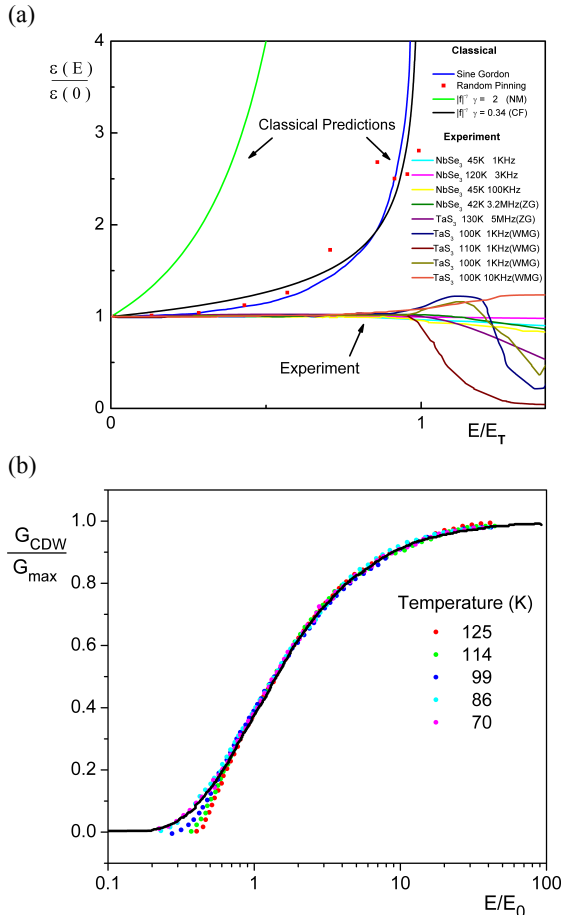 (a)
4
3
2
1
0
ε(E)
ε(0)
Classical
Sine Gordon
Random Pinning
|f|⁻ᵞ γ = 2 (NM)
|f|⁻ᵞ γ = 0.34 (CF)
Classical Predictions
Experiment
NbSe₃ 45K 1KHz
NbSe₃ 120K 3KHz
NbSe₃ 45K 100KHz
NbSe₃ 42K 3.2MHz(ZG)
TaS₃ 130K 5MHz(ZG)
TaS₃ 100K 1KHz(WMG)
TaS₃ 110K 1KHz(WMG)
TaS₃ 100K 1KHz(WMG)
TaS₃ 100K 10KHz(WMG)
Experiment
1
E/E_T
(b)
G_CDW
G_max
1.0
0.8
0.6
0.4
0.2
0.0
Temperature (K)
125
114
99
86
70
0.1 1 10 100
E/E₀